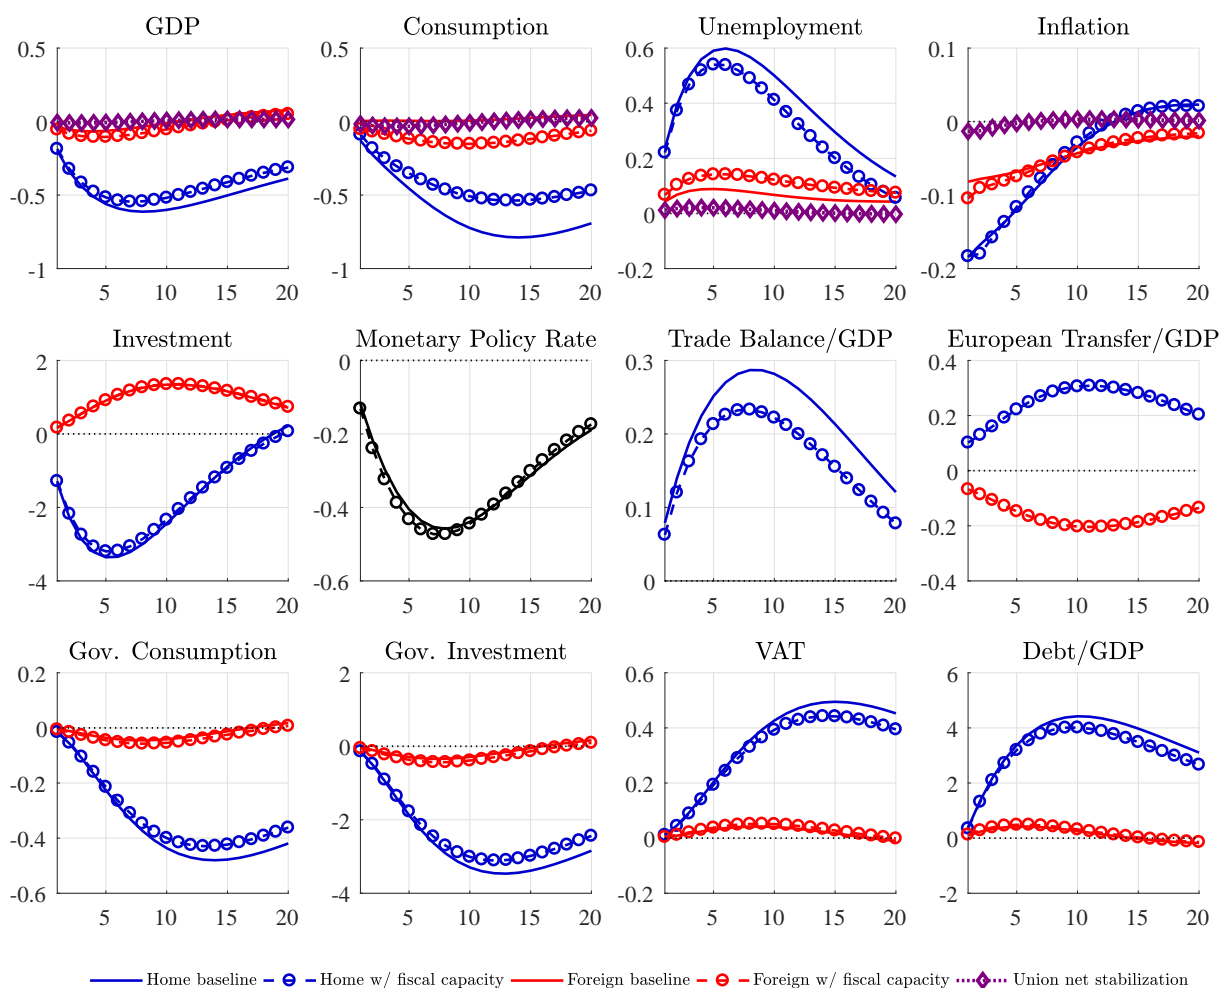 GDP Consumption Unemployment Inflation
0.5 0 -0.5 -1 0.5 0 -0.5 -1 0.6 0.4 0.2 0 -0.2 0.1 0 -0.1 -0.2
5 10 15 20 5 10 15 20 5 10 15 20 5 10 15 20
Investment Monetary Policy Rate Trade Balance/GDP European Transfer/GDP
2 0 -2 -4 0 -0.2 -0.4 -0.6 0.3 0.2 0.1 0 0.4 0.2 0 -0.2 -0.4
5 10 15 20 5 10 15 20 5 10 15 20 5 10 15 20
Gov. Consumption Gov. Investment VAT Debt/GDP
0.2 0 -0.2 -0.4 -0.6 2 0 -2 -4 0.6 0.4 0.2 0 -0.2 6 4 2 0 -2
5 10 15 20 5 10 15 20 5 10 15 20 5 10 15 20
Home baseline Home w/ fiscal capacity Foreign baseline Foreign w/ fiscal capacity Union net stabilization